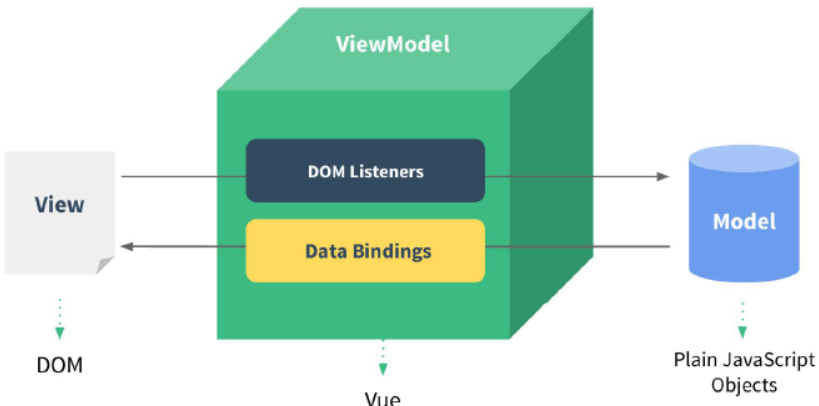 ViewModel
DOM Listeners
View
Model
Data Bindings
DOM
Plain JavaScript
Objects
Vue